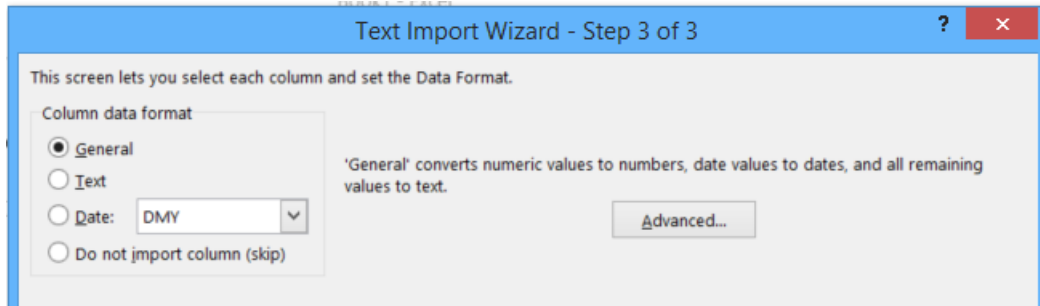 Text Import Wizard - Step 3 of 3
?
This screen lets you select each column and set the Data Format.
Column data format
General
Text
Date: DMY
Do not import column (skip)
'General' converts numeric values to numbers, date values to dates, and all remaining
values to text.
Advanced...